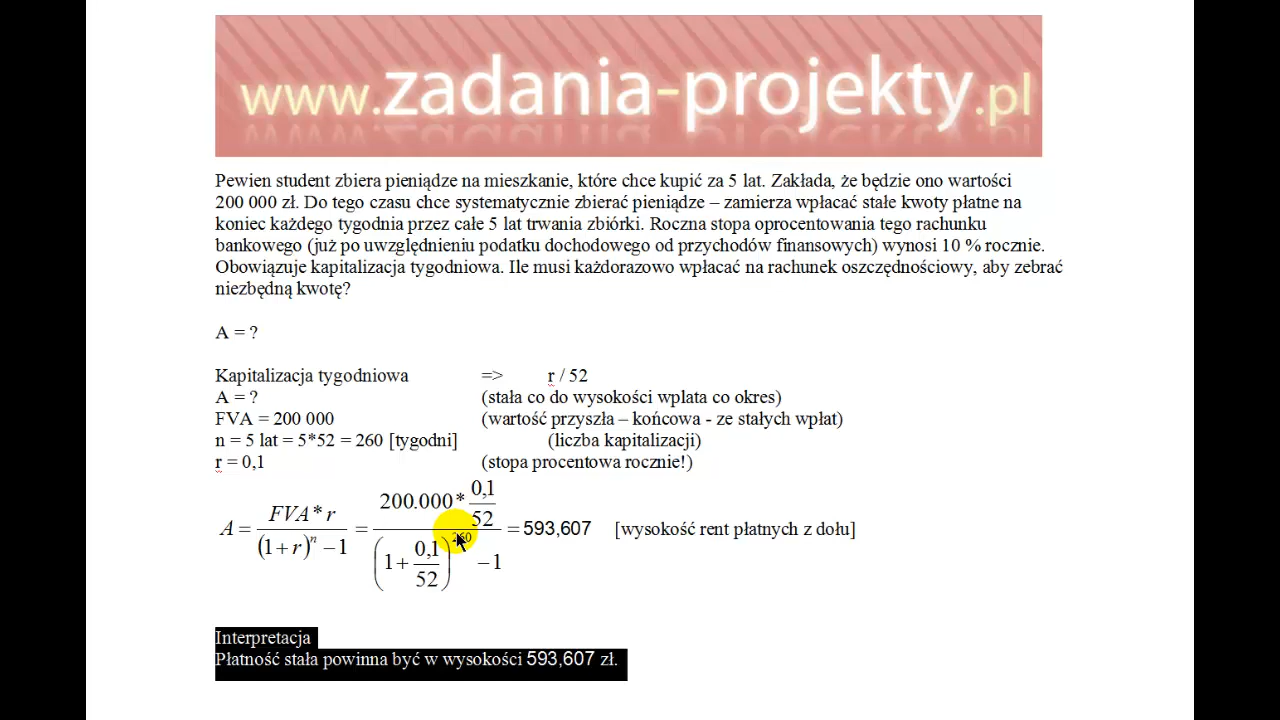 www.zadania-projekty.pl
Pewien student zbiera pieniądze na mieszkanie, które chce kupić za 5 lat. Zakłada, że będzie ono wartości
200 000 zł. Do tego czasu chce systematycznie zbierać pieniądze – zamierza wpłacać stałe kwoty płatne na
koniec każdego tygodnia przez całe 5 lat trwania zbiórki. Roczna stopa oprocentowania tego rachunku
bankowego (już po uwzględnieniu podatku dochodowego od przychodów finansowych) wynosi 10 % rocznie.
Obowiązuje kapitalizacja tygodniowa. Ile musi każdorazowo wpłacać na rachunek oszczędnościowy, aby zebrać
niezbędną kwotę?
A = ?
Kapitalizacja tygodniowa => r / 52
A = ? (stała co do wysokości wplata co okres)
FVA = 200 000 (wartość przyszła – końcowa - ze stałych wpłat)
n = 5 lat = 5*52 = 260 [tygodni] (liczba kapitalizacji)
r = 0,1 (stopa procentowa rocznie!)
A = FVA * r / (1 + r)^n − 1 = 200.000 * 0,1 / 52 / (1 + 0,1 / 52)^260 − 1 = 593,607 [wysokość rent płatnych z dołu]
Interpretacja
Płatność stała powinna być w wysokości 593,607 zł.